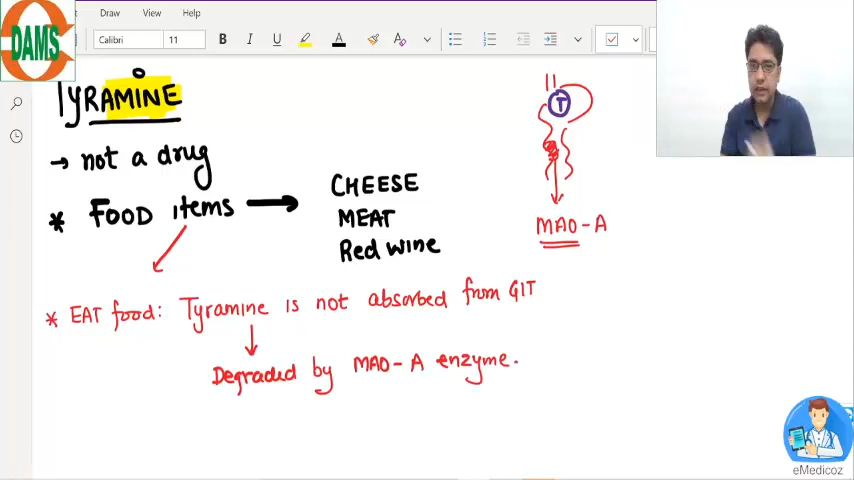 DAMS
Draw View Help
Calibri 11 B I U A
TYRAMINE
→ not a drug
* FOOD items → CHEESE
MEAT
Red wine
T
MAO-A
* EAT food: Tyramine is not absorbed from GIT
Degraded by MAO-A enzyme.
eMedicoz